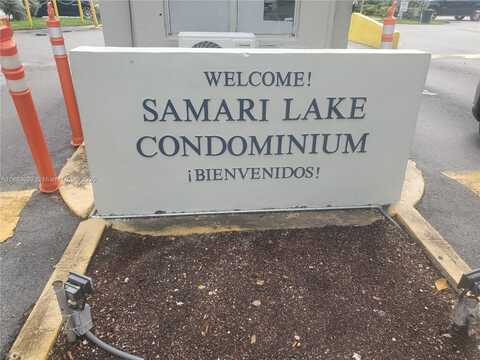 WELCOME!
SAMARI LAKE
CONDOMINIUM
¡BIENVENIDOS!